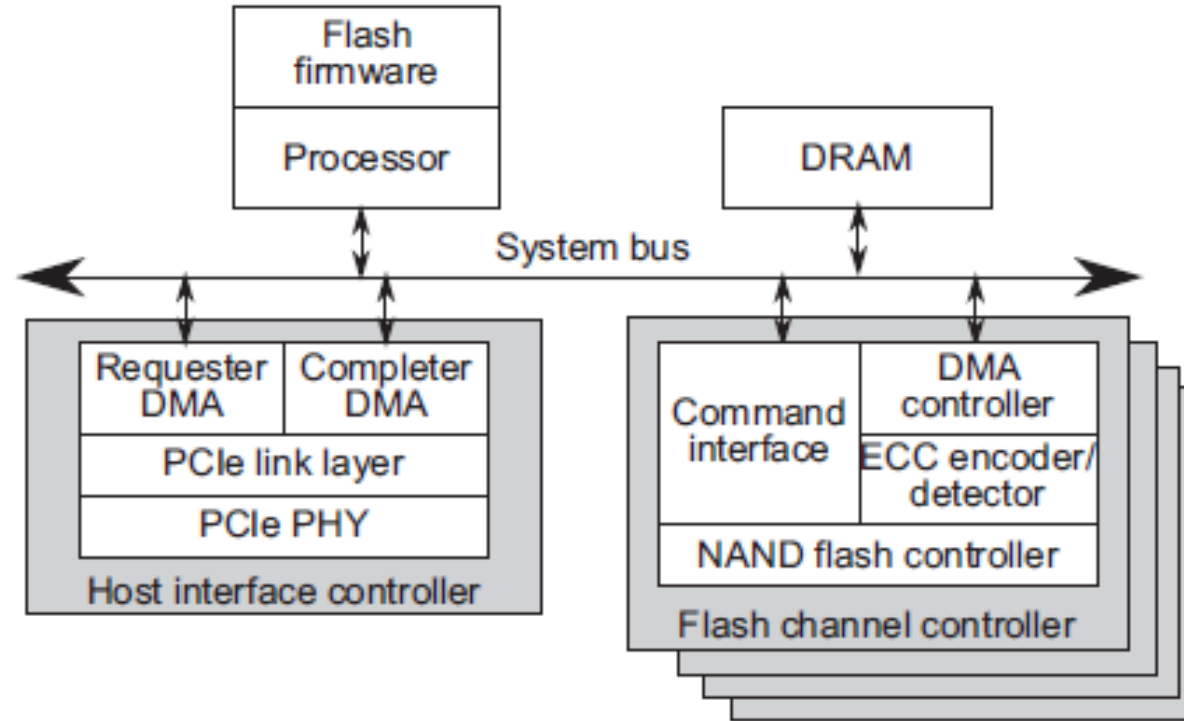 Flash
firmware
Processor
DRAM
System bus
Requester
DMA
Completer
DMA
PCIe link layer
PCIe PHY
Host interface controller
Command
interface
DMA
controller
ECC encoder/
detector
NAND flash controller
Flash channel controller